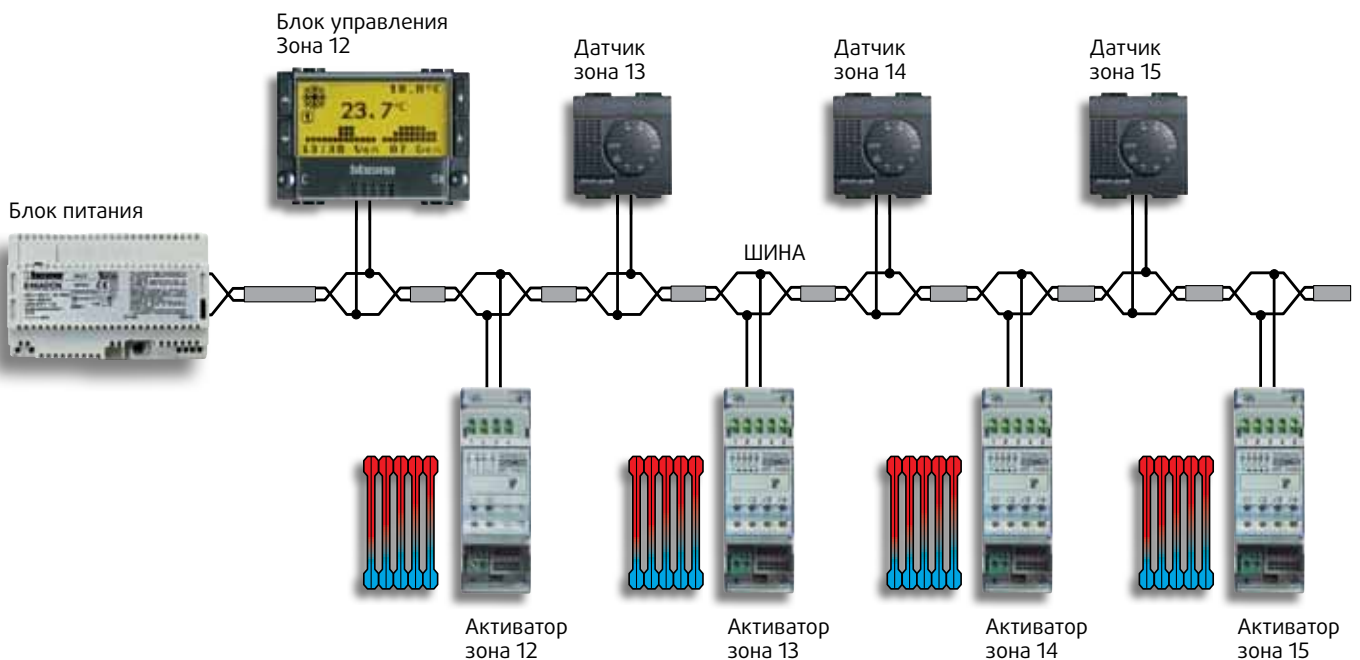 Блок управления
Зона 12
Датчик
зона 13
Датчик
зона 14
Датчик
зона 15
Блок питания
23.7°C
ШИНА
Активатор
зона 12
Активатор
зона 13
Активатор
зона 14
Активатор
зона 15